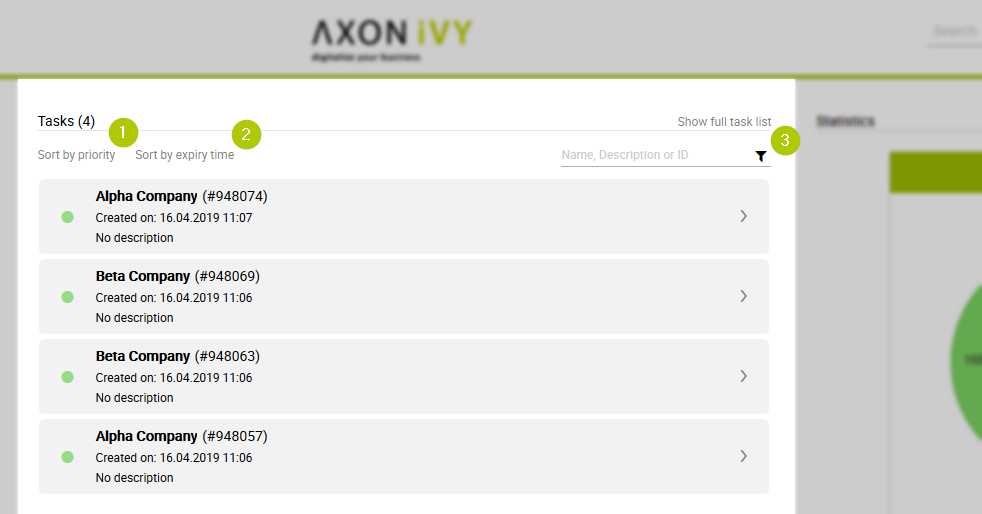 AXON iVY
digitalize your business
Search
Tasks (4)
1
2
Show full task list
Statistics
3
Sort by priority
Sort by expiry time
Name, Description or ID
Alpha Company (#948074)
Created on: 16.04.2019 11:07
No description
Beta Company (#948069)
Created on: 16.04.2019 11:06
No description
Beta Company (#948063)
Created on: 16.04.2019 11:06
No description
Alpha Company (#948057)
Created on: 16.04.2019 11:06
No description